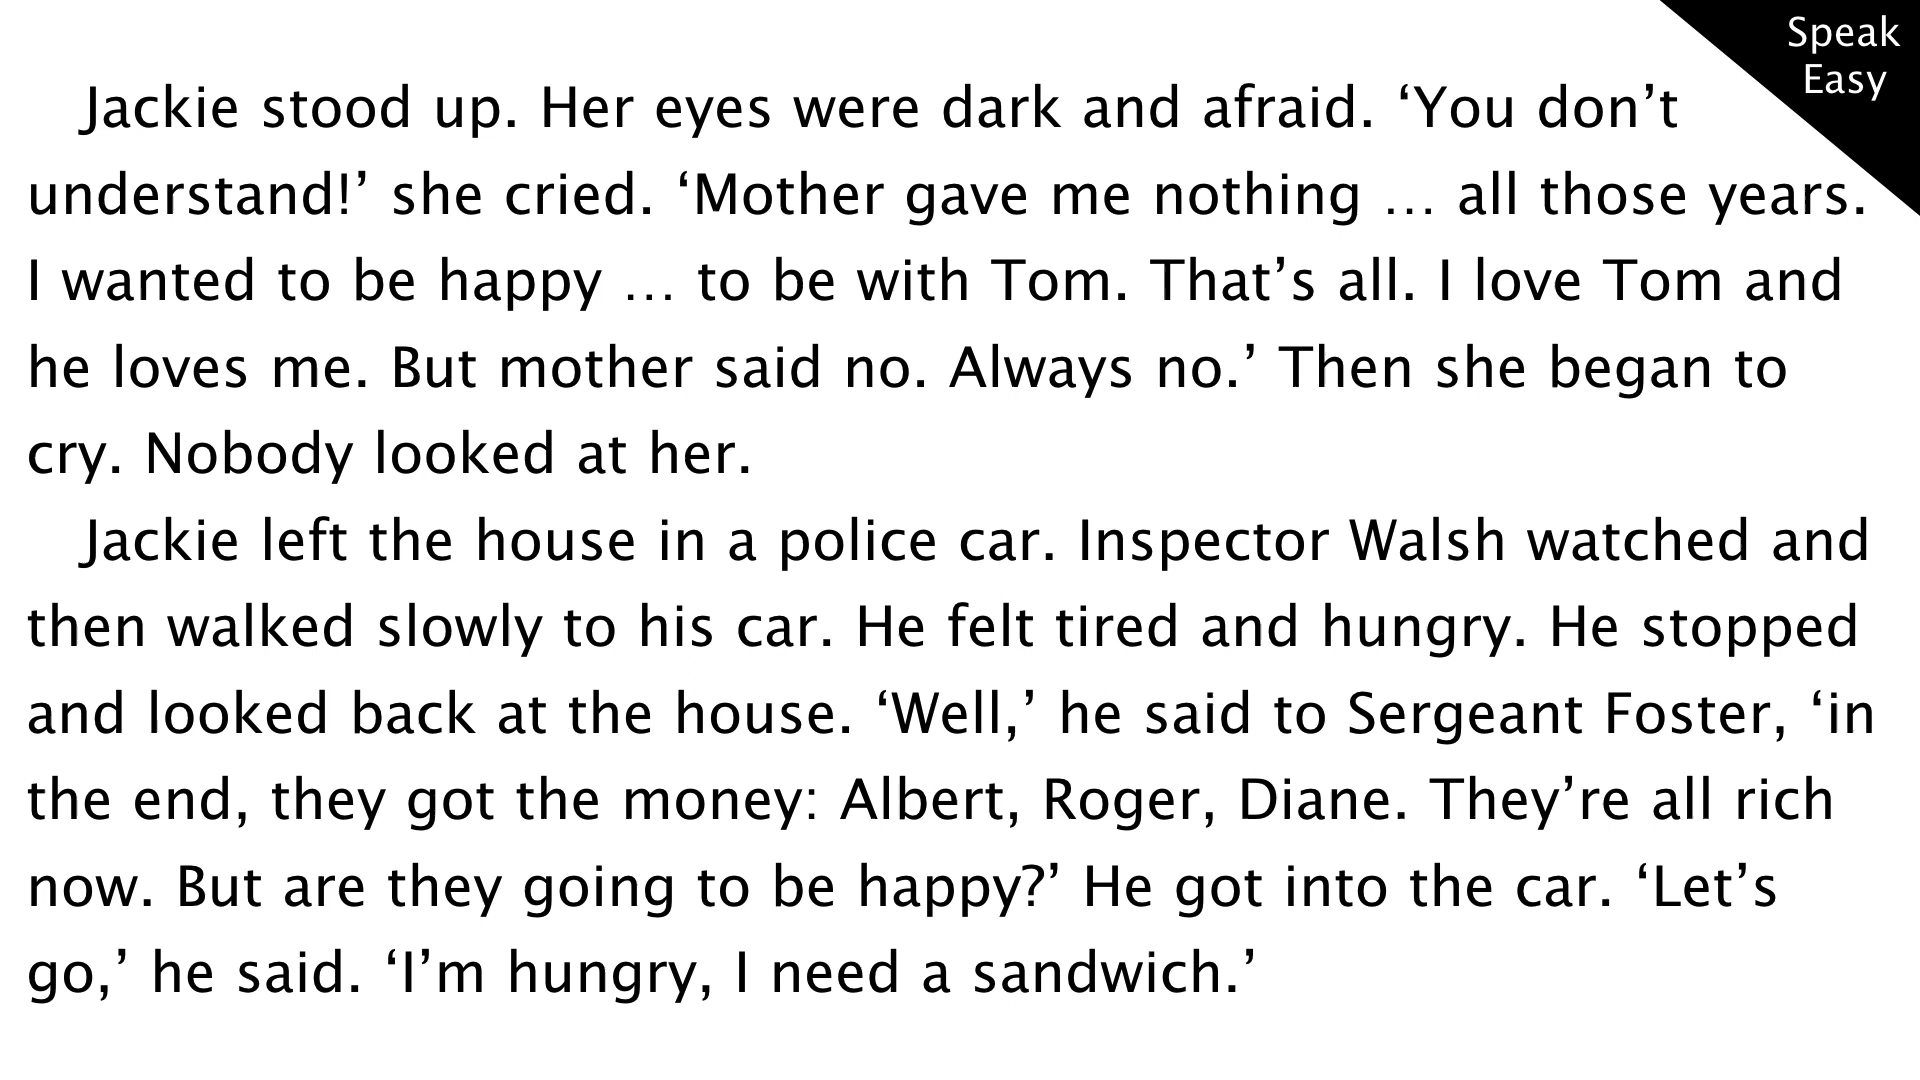 Speak
Easy
Jackie stood up. Her eyes were dark and afraid. ‘You don’t
understand!’ she cried. ‘Mother gave me nothing … all those years.
I wanted to be happy … to be with Tom. That’s all. I love Tom and
he loves me. But mother said no. Always no.’ Then she began to
cry. Nobody looked at her.
Jackie left the house in a police car. Inspector Walsh watched and
then walked slowly to his car. He felt tired and hungry. He stopped
and looked back at the house. ‘Well,’ he said to Sergeant Foster, ‘in
the end, they got the money: Albert, Roger, Diane. They’re all rich
now. But are they going to be happy?’ He got into the car. ‘Let’s
go,’ he said. ‘I’m hungry, I need a sandwich.’